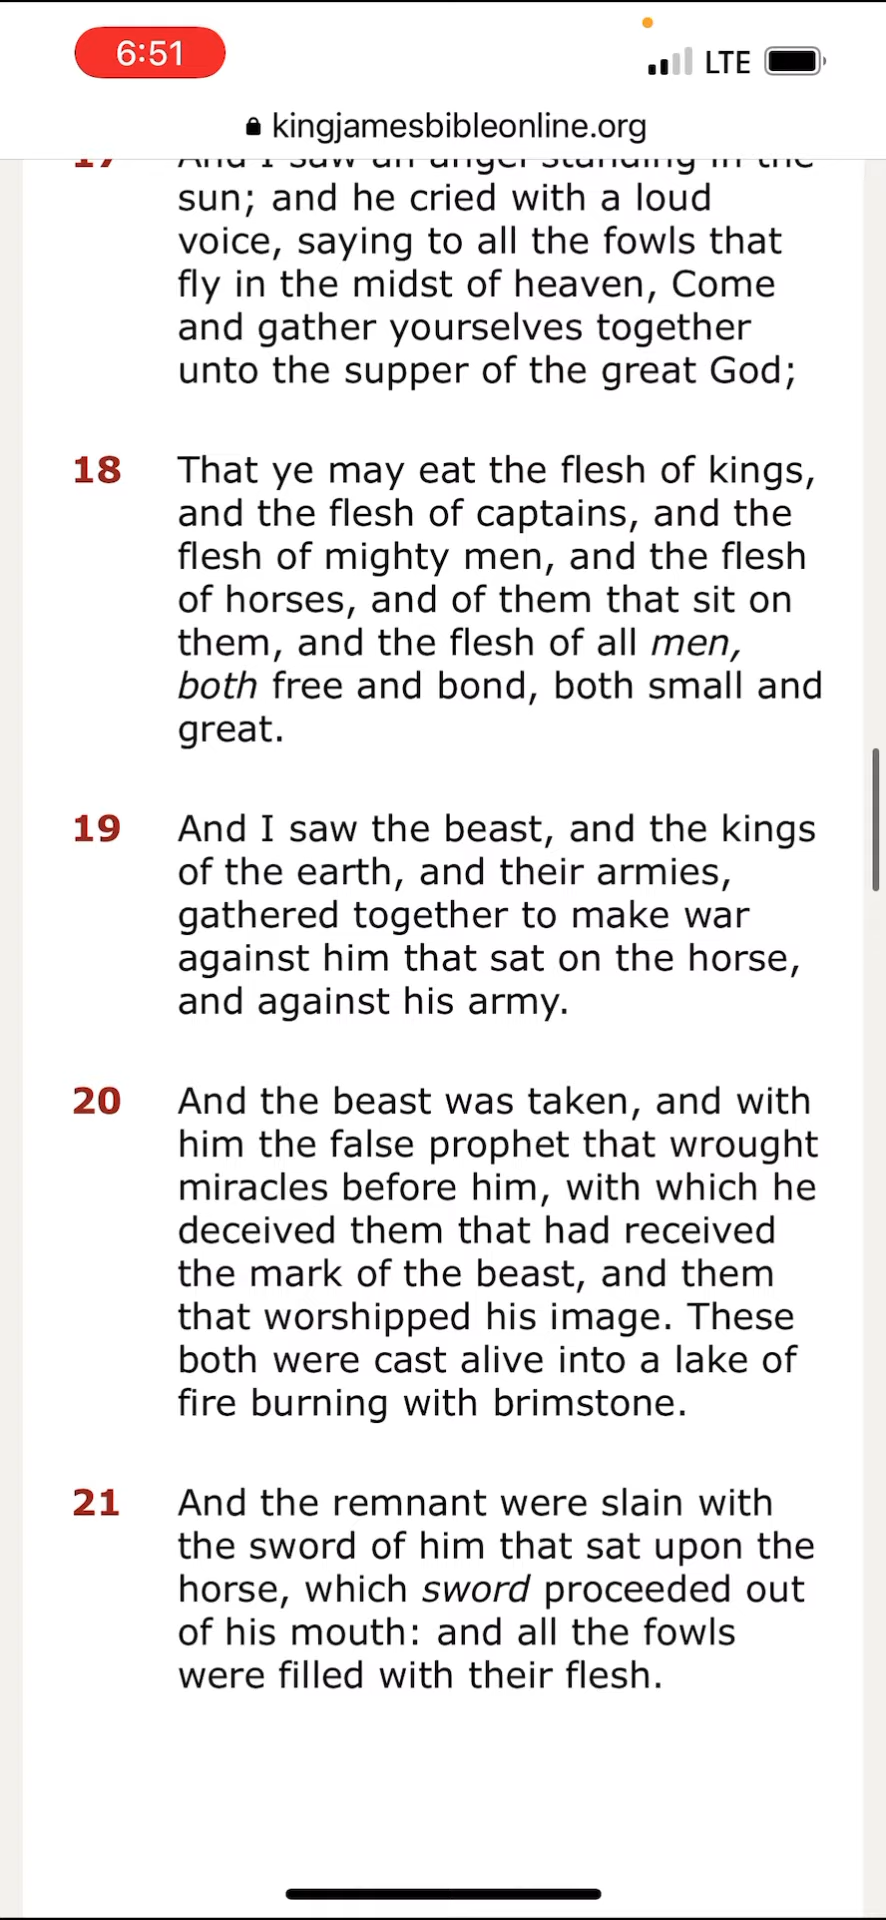 6:51
LTE
kingjamesbibleonline.org
17 And I saw an angel standing in the
sun; and he cried with a loud
voice, saying to all the fowls that
fly in the midst of heaven, Come
and gather yourselves together
unto the supper of the great God;
18 That ye may eat the flesh of kings,
and the flesh of captains, and the
flesh of mighty men, and the flesh
of horses, and of them that sit on
them, and the flesh of all men,
both free and bond, both small and
great.
19 And I saw the beast, and the kings
of the earth, and their armies,
gathered together to make war
against him that sat on the horse,
and against his army.
20 And the beast was taken, and with
him the false prophet that wrought
miracles before him, with which he
deceived them that had received
the mark of the beast, and them
that worshipped his image. These
both were cast alive into a lake of
fire burning with brimstone.
21 And the remnant were slain with
the sword of him that sat upon the
horse, which sword proceeded out
of his mouth: and all the fowls
were filled with their flesh.